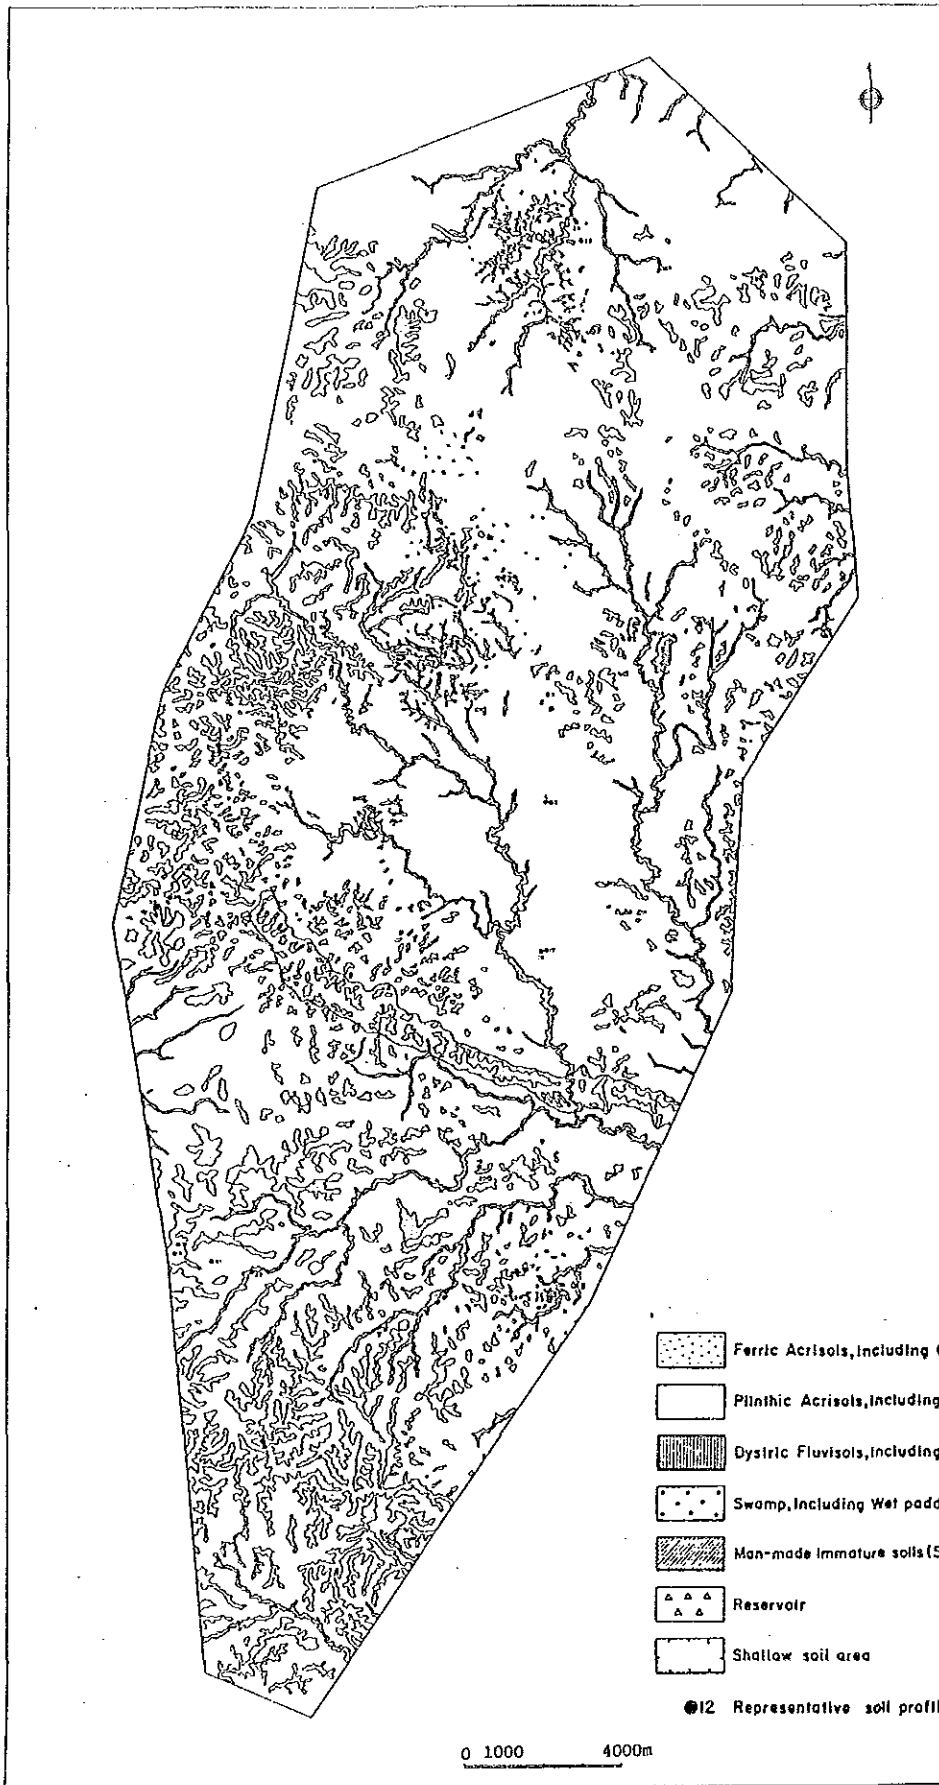 Ferric Acrisols, Including
Plinthic Acrisols, Including
Dystric Fluvisols, Including
Swamp, Including Wet padd
Man-made Immature soils (5
Reservoir
Shallow soil area
●12 Representative soil profil
0 1000 4000m